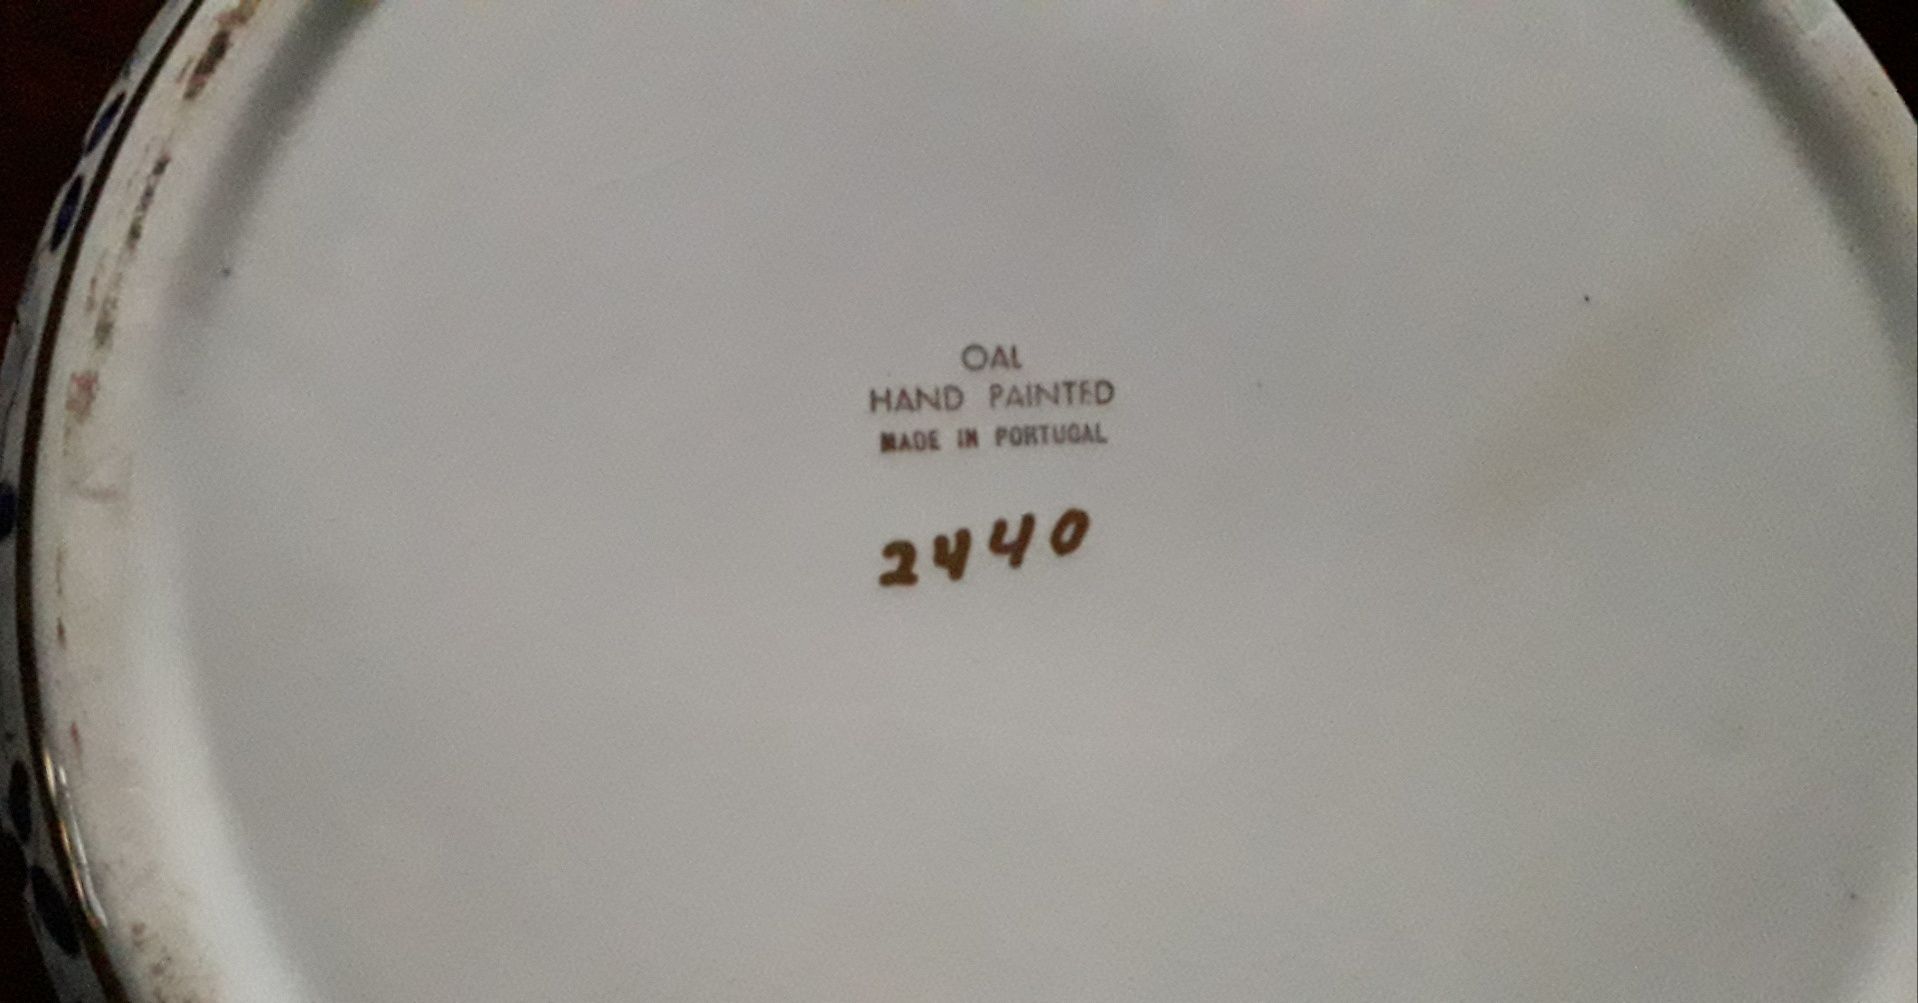 OAL
HAND PAINTED
MADE IN PORTUGAL
2440